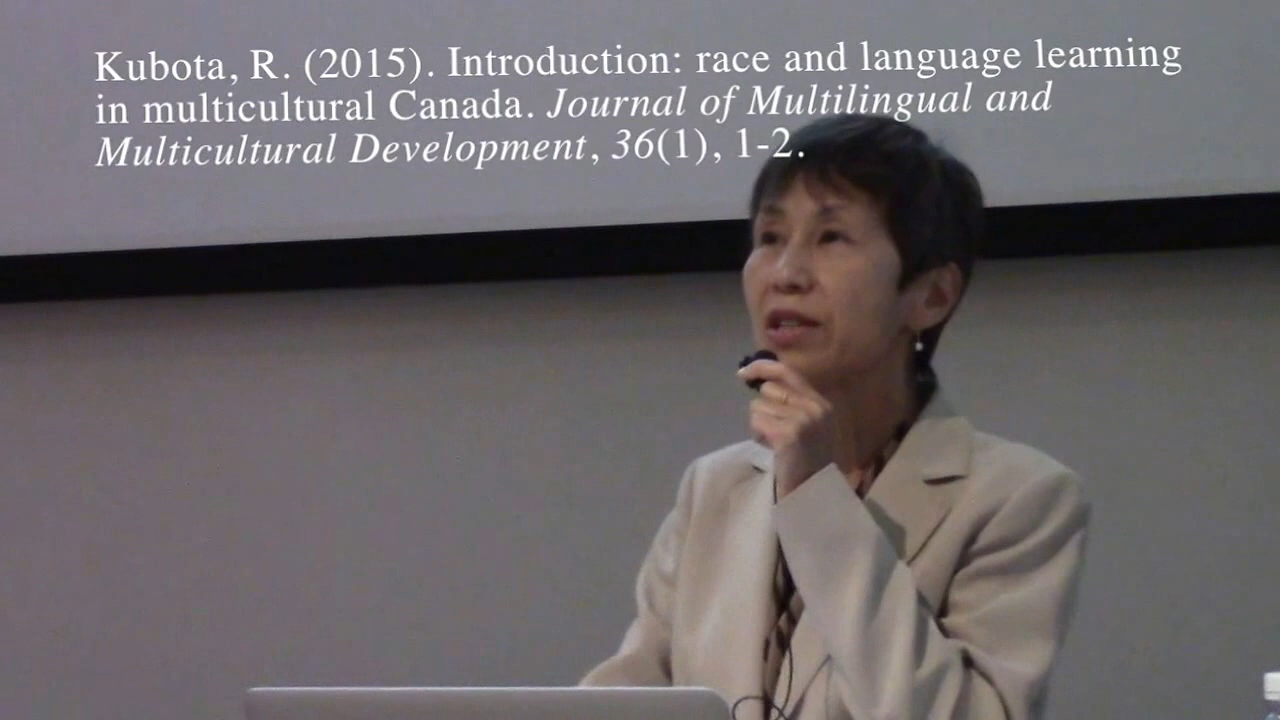 Kubota, R. (2015). Introduction: race and language learning
in multicultural Canada. Journal of Multilingual and
Multicultural Development, 36(1), 1-2.